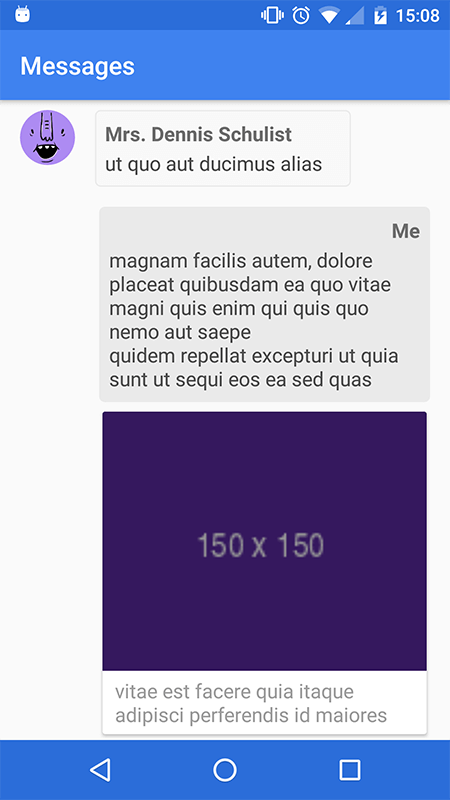 15:08
Messages
Mrs. Dennis Schulist
ut quo aut ducimus alias
Me
magnam facilis autem, dolore
placeat quibusdam ea quo vitae
magni quis enim qui quis quo
nemo aut saepe
quidem repellat excepturi ut quia
sunt ut sequi eos ea sed quas
150 x 150
vitae est facere quia itaque
adipisci perferendis id maiores